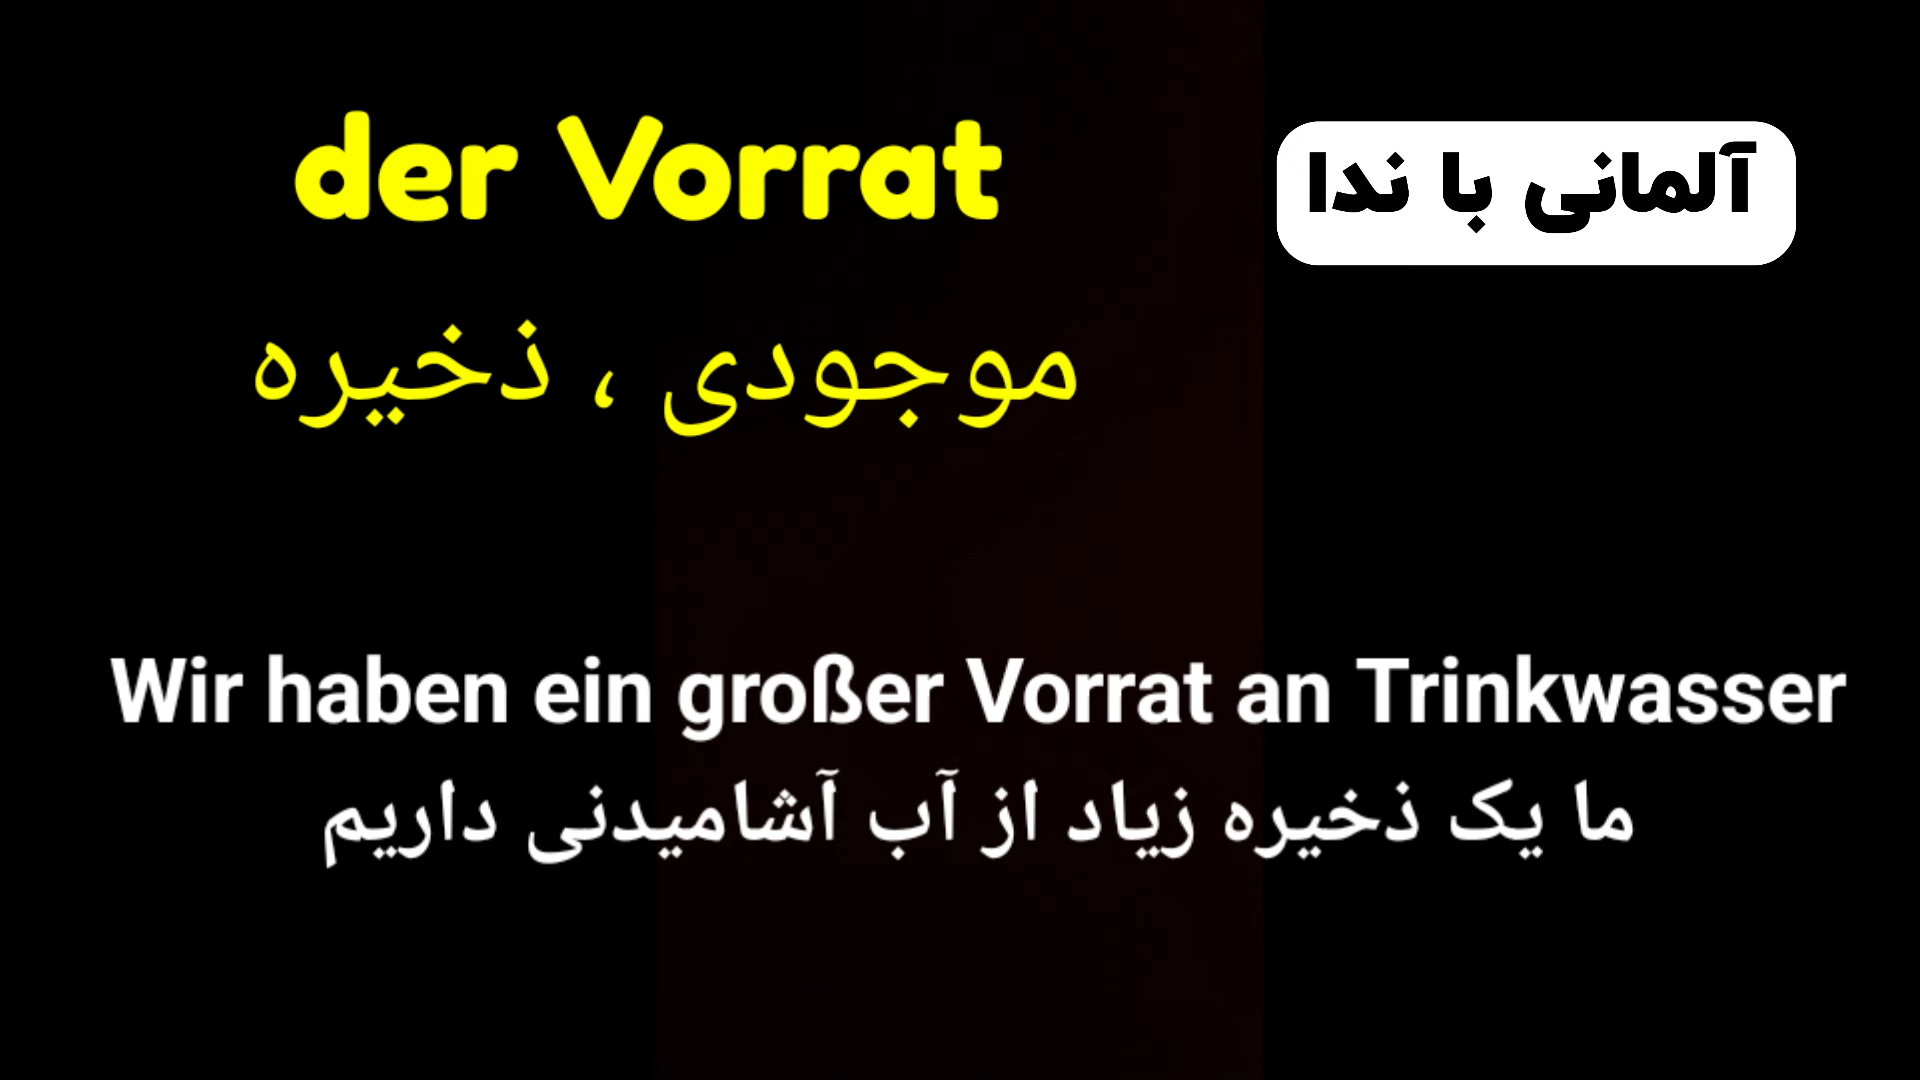 der Vorrat
آلمانی با ندا
موجودی ، ذخیره
Wir haben ein großer Vorrat an Trinkwasser
ما یک ذخیره زیاد از آب آشامیدنی داریم